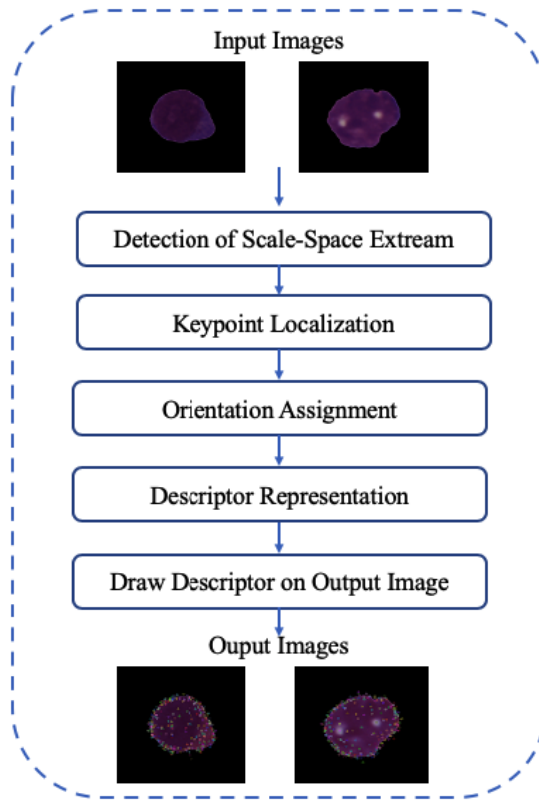 Input Images
Detection of Scale-Space Extream
Keypoint Localization
Orientation Assignment
Descriptor Representation
Draw Descriptor on Output Image
Ouput Images